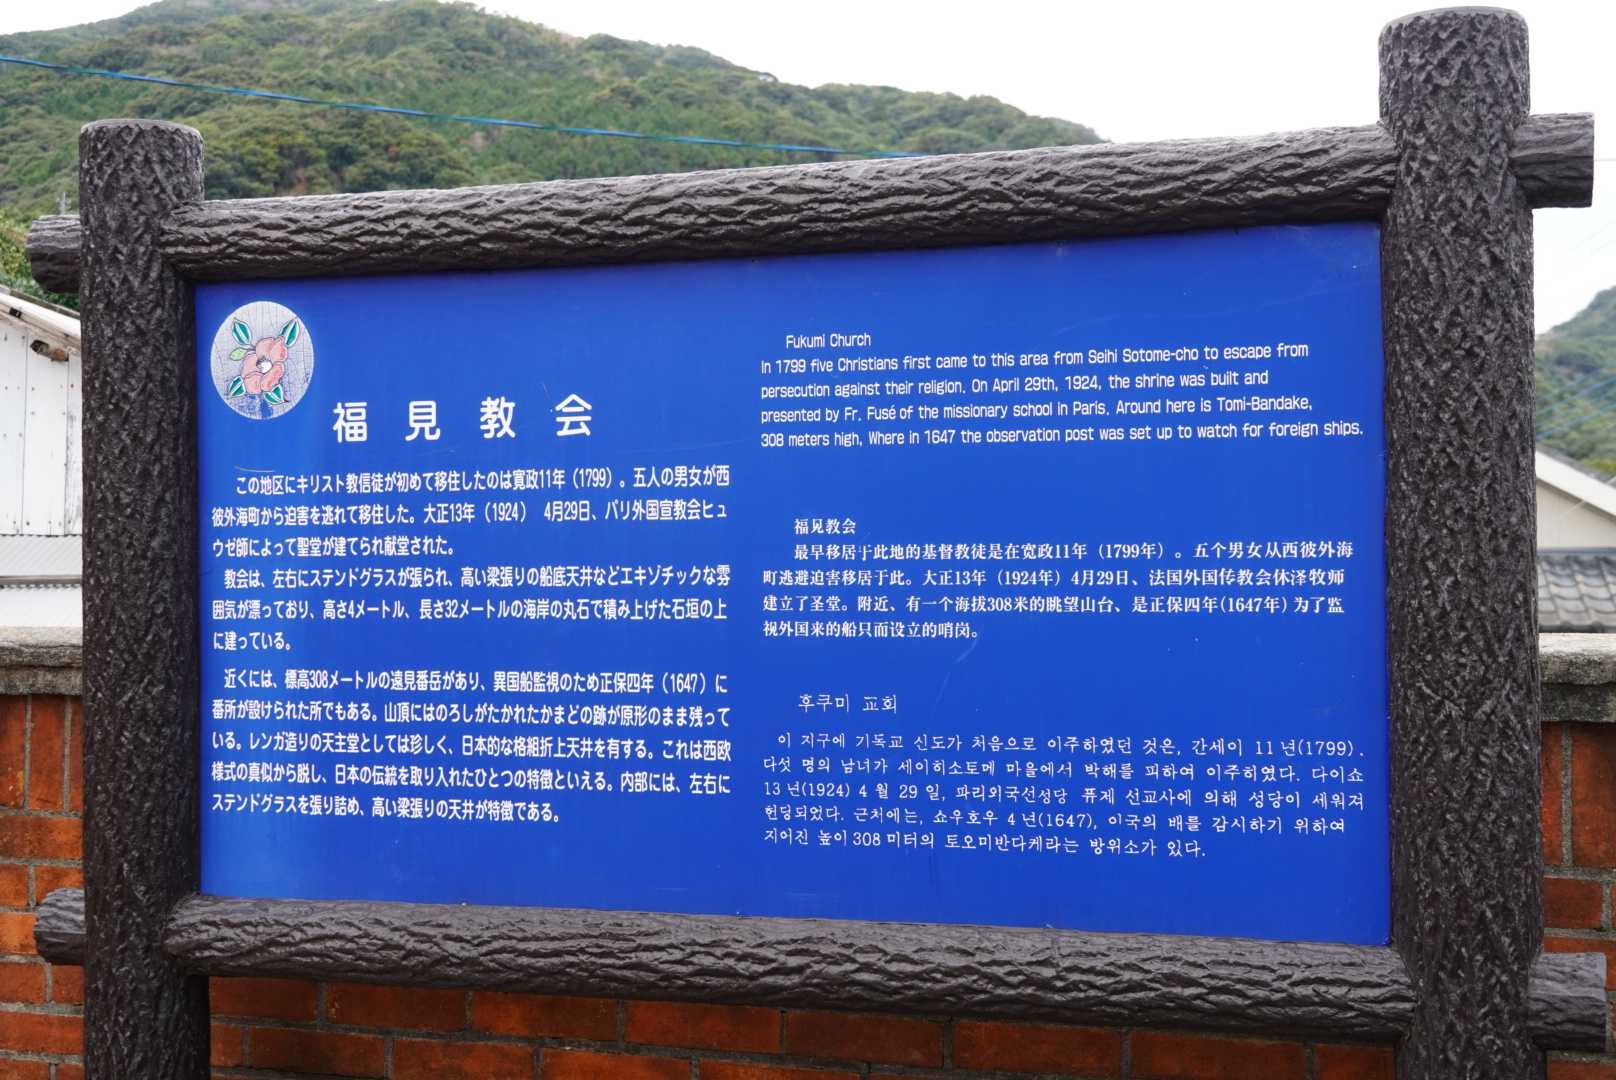 福見教会
この地区にキリスト教信徒が初めて移住したのは寛政11年（1799）。五人の男女が西
彼外海町から迫害を逃れて移住した。大正13年（1924） 4月29日、パリ外国宣教会ヒュ
ウゼ師によって聖堂が建てられ献堂された。
教会は、左右にステンドグラスが張られ、高い梁張りの船底天井などエキゾチックな雰
囲気が漂っており、高さ4メートル、長さ32メートルの海岸の丸石で積み上げた石垣の上
に建っている。
近くには、標高308メートルの遠見番岳があり、異国船監視のため正保四年（1647）に
番所が設けられた所でもある。山頂にはのろしがたかれたかまどの跡が原形のまま残って
いる。レンガ造りの天主堂としては珍しく、日本的な格組折上天井を有する。これは西欧
様式の真似から脱し、日本の伝統を取り入れたひとつの特徴といえる。内部には、左右に
ステンドグラスを張り詰め、高い梁張りの天井が特徴である。
Fukumi Church
In 1799 five Christians first came to this area from Seihi Sotome-cho to escape from
persecution against their religion. On April 29th, 1924, the shrine was built and
presented by Fr. Fusé of the missionary school in Paris. Around here is Tomi-Bandake,
308 meters high, Where in 1647 the observation post was set up to watch for foreign ships.
福见教会
最早移居于此地的基督教徒是在宽政11年（1799年）。五个男女从西彼外海
町逃避迫害移居于此。大正13年（1924年）4月29日、法国外国传教会休泽牧师
建立了圣堂。附近、有一个海拔308米的眺望山台、是正保四年(1647年)为了监
视外国来的船只而设立的哨岗。
후쿠미 교회
이 지구에 기독교 신도가 처음으로 이주하였던 것은, 간세이 11년(1799).
다섯 명의 남녀가 세이히소토메 마을에서 박해를 피하여 이주히였다. 다이쇼
13년(1924) 4월 29일, 파리외국선성당 퓨제 선교사에 의해 성당이 세워져
헌당되었다. 근처에는, 쇼우호우 4년(1647), 이국의 배를 감시하기 위하여
지어진 높이 308미터의 토오미반다케라는 방위소가 있다.